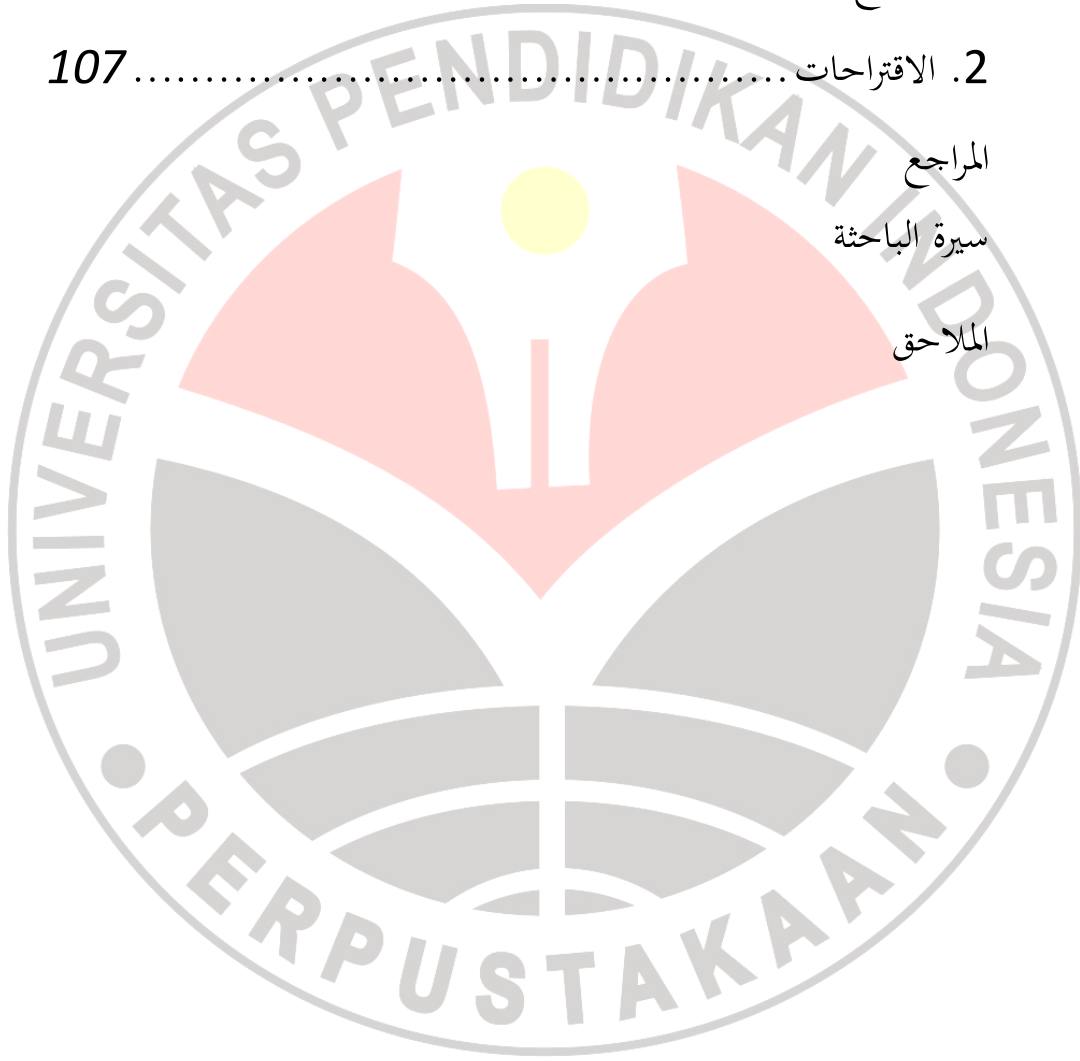 2. الاقتراحات ............................................... 107
المراجع
سيرة الباحثة
الملاحق
UNIVERSITAS PENDIDIKAN INDONESIA
PERPUSTAKAAN